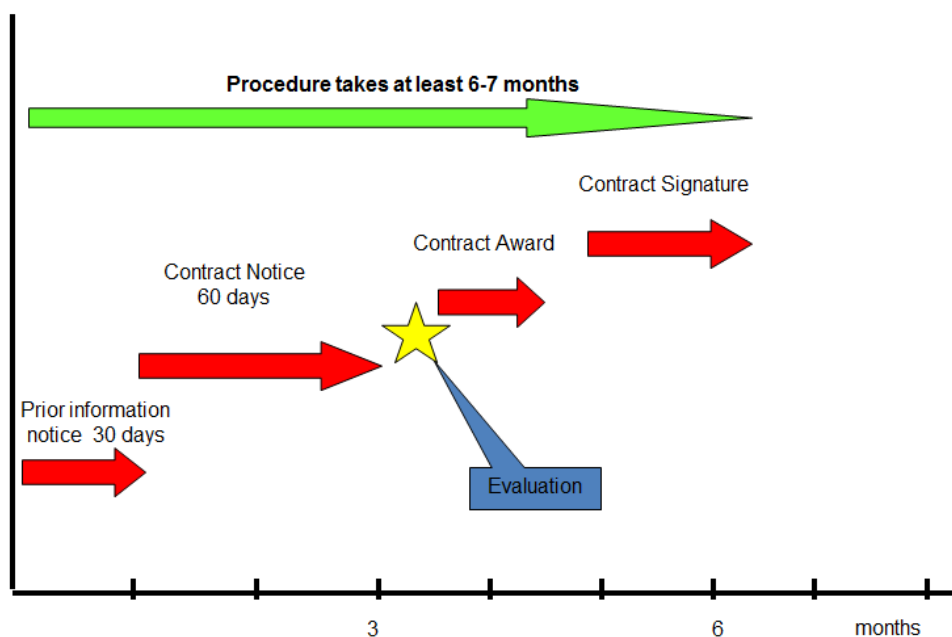 Procedure takes at least 6-7 months
Contract Signature
Contract Award
Contract Notice
60 days
Prior information
notice 30 days
Evaluation
3
6
months